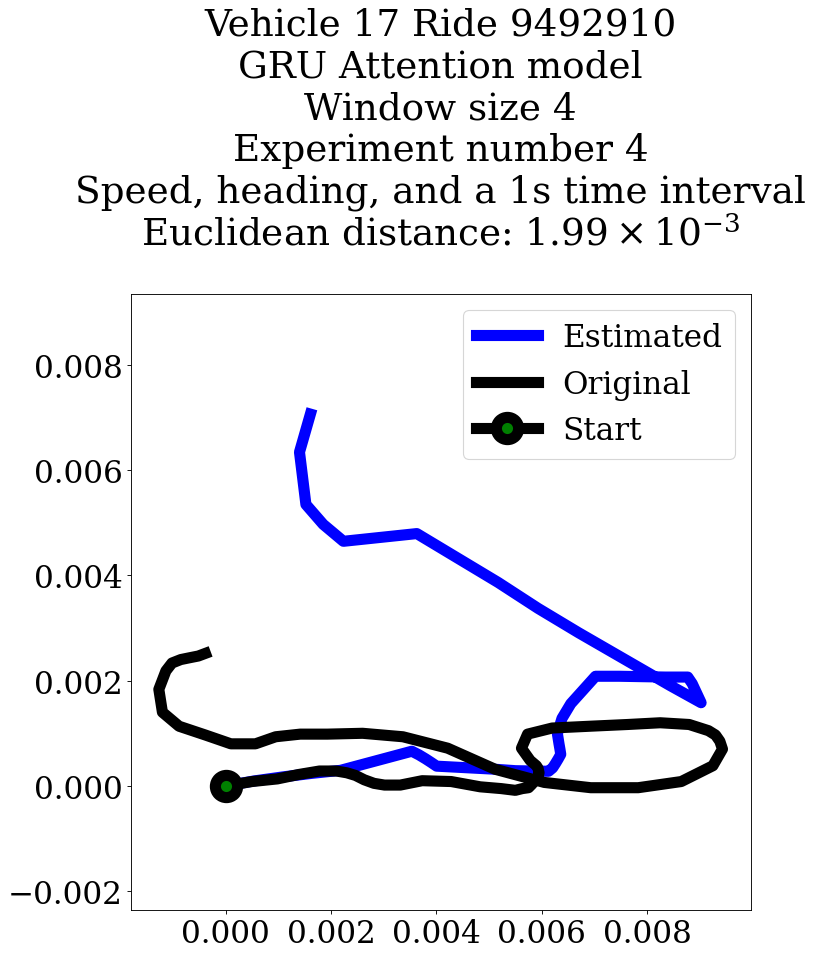 Vehicle 17 Ride 9492910
GRU Attention model
Window size 4
Experiment number 4
Speed, heading, and a 1s time interval
Euclidean distance: 1.99 × 10⁻³
Estimated
Original
Start
0.008
0.006
0.004
0.002
0.000
−0.002
0.000 0.002 0.004 0.006 0.008